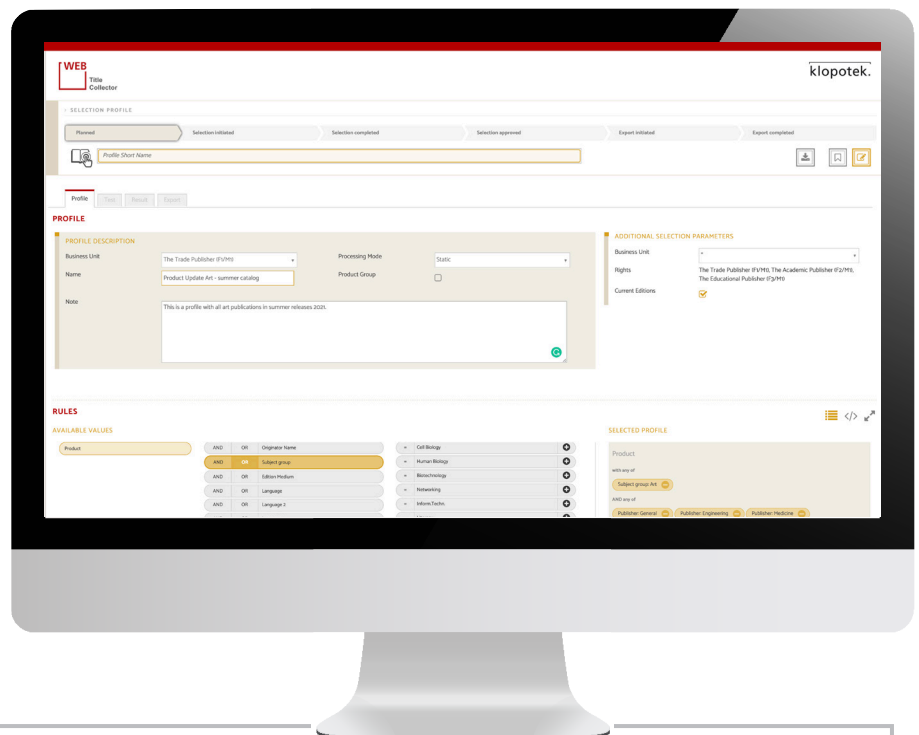 WEB
Title
Collector
klopotek.
› SELECTION PROFILE
Planned
Selection initiated
Selection completed
Selection approved
Export initiated
Export completed
Profile Short Name
Profile
Test
Result
Export
PROFILE
PROFILE DESCRIPTION
Business Unit
The Trade Publisher (F1/M1)
Processing Mode
Static
Name
Product Update Art - summer catalog
Product Group
Note
This is a profile with all art publications in summer releases 2021.
ADDITIONAL SELECTION PARAMETERS
Business Unit
Rights
The Trade Publisher (F1/M1), The Academic Publisher (F2/M1),
The Educational Publisher (F3/M1)
Current Editions
RULES
AVAILABLE VALUES
Product
AND OR Originator Name
AND OR Subject group
AND OR Edition Medium
AND OR Language
AND OR Language 2
= Cell Biology
= Human Biology
= Biotechnology
= Networking
= Inform.Techn.
SELECTED PROFILE
Product
with any of
Subject group: Art
AND any of
Publisher: General
Publisher: Engineering
Publisher: Medicine